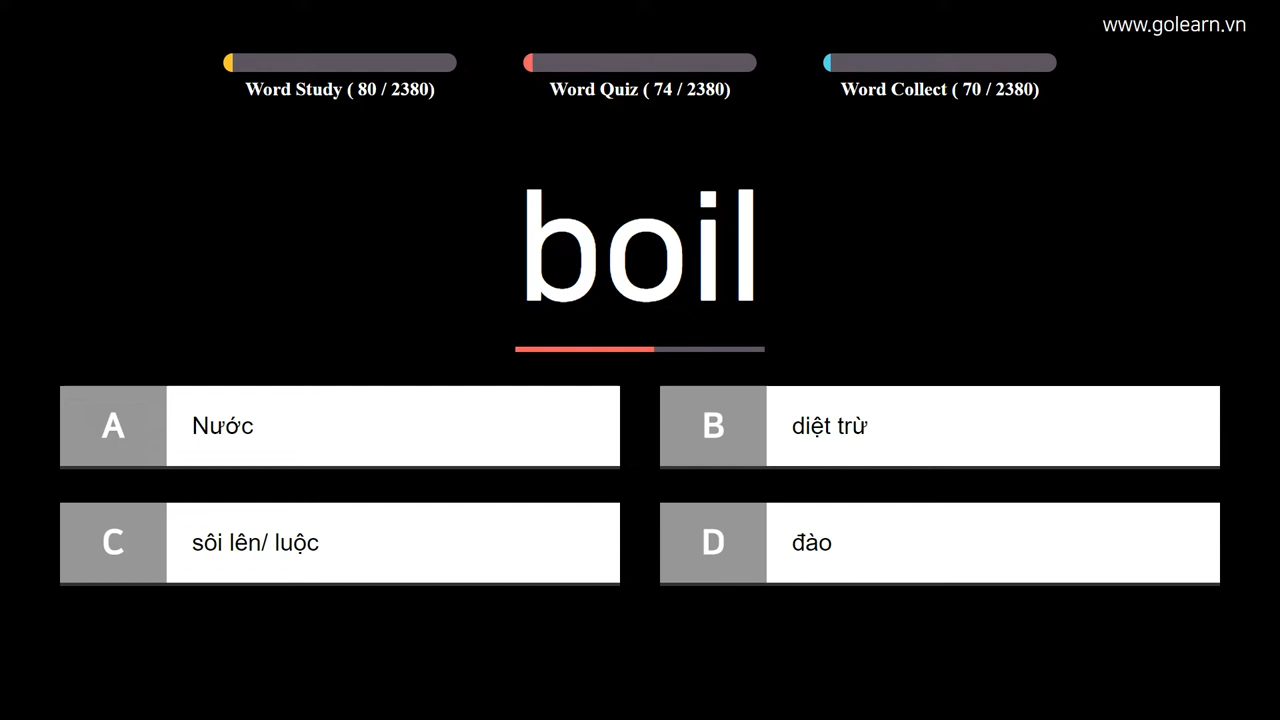 www.golearn.vn
Word Study ( 80 / 2380)
Word Quiz ( 74 / 2380)
Word Collect ( 70 / 2380)
boil
A Nước
B diệt trừ
C sôi lên/ luộc
D đào